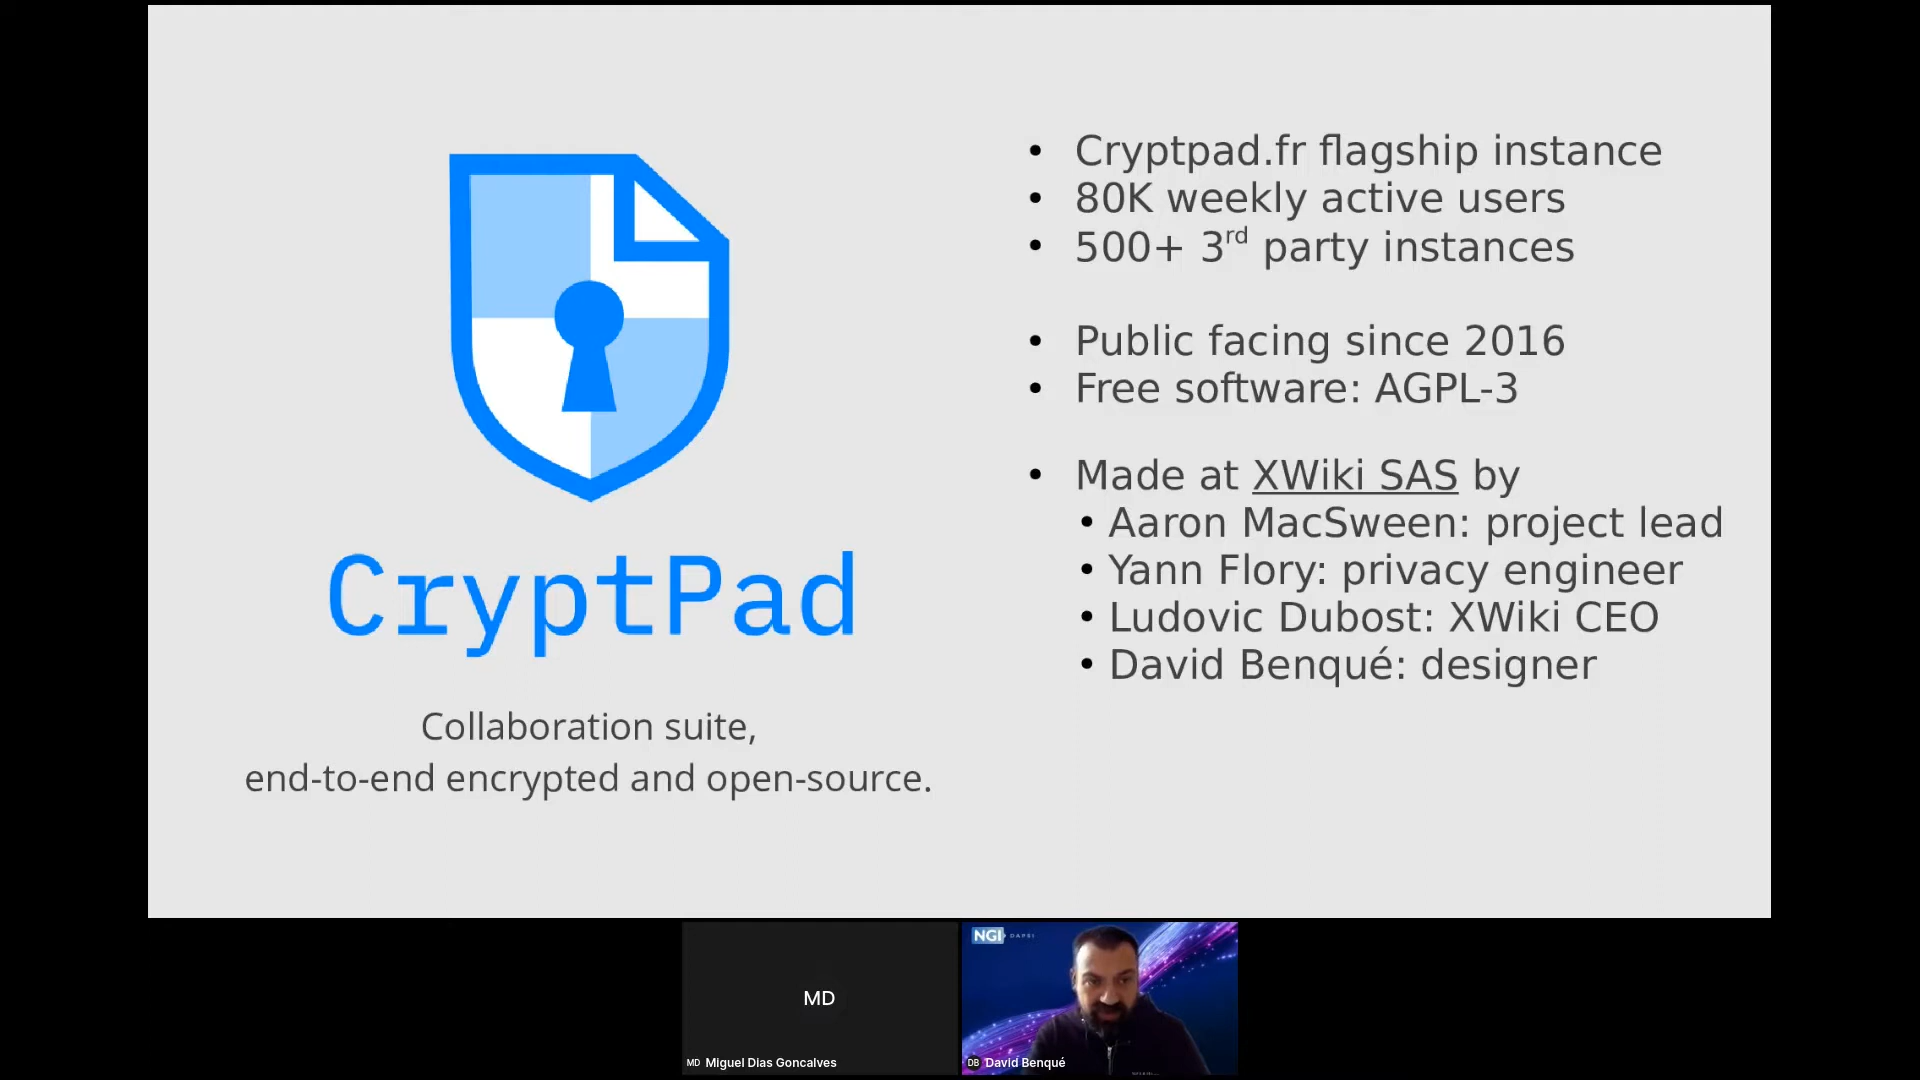 Cryptpad.fr flagship instance
80K weekly active users
500+ 3rd party instances
Public facing since 2016
Free software: AGPL-3
Made at XWiki SAS by
Aaron MacSween: project lead
Yann Flory: privacy engineer
Ludovic Dubost: XWiki CEO
David Benqué: designer
CryptPad
Collaboration suite,
end-to-end encrypted and open-source.
MD
MD Miguel Dias Goncalves
NGI DAPSI
DB David Benqué